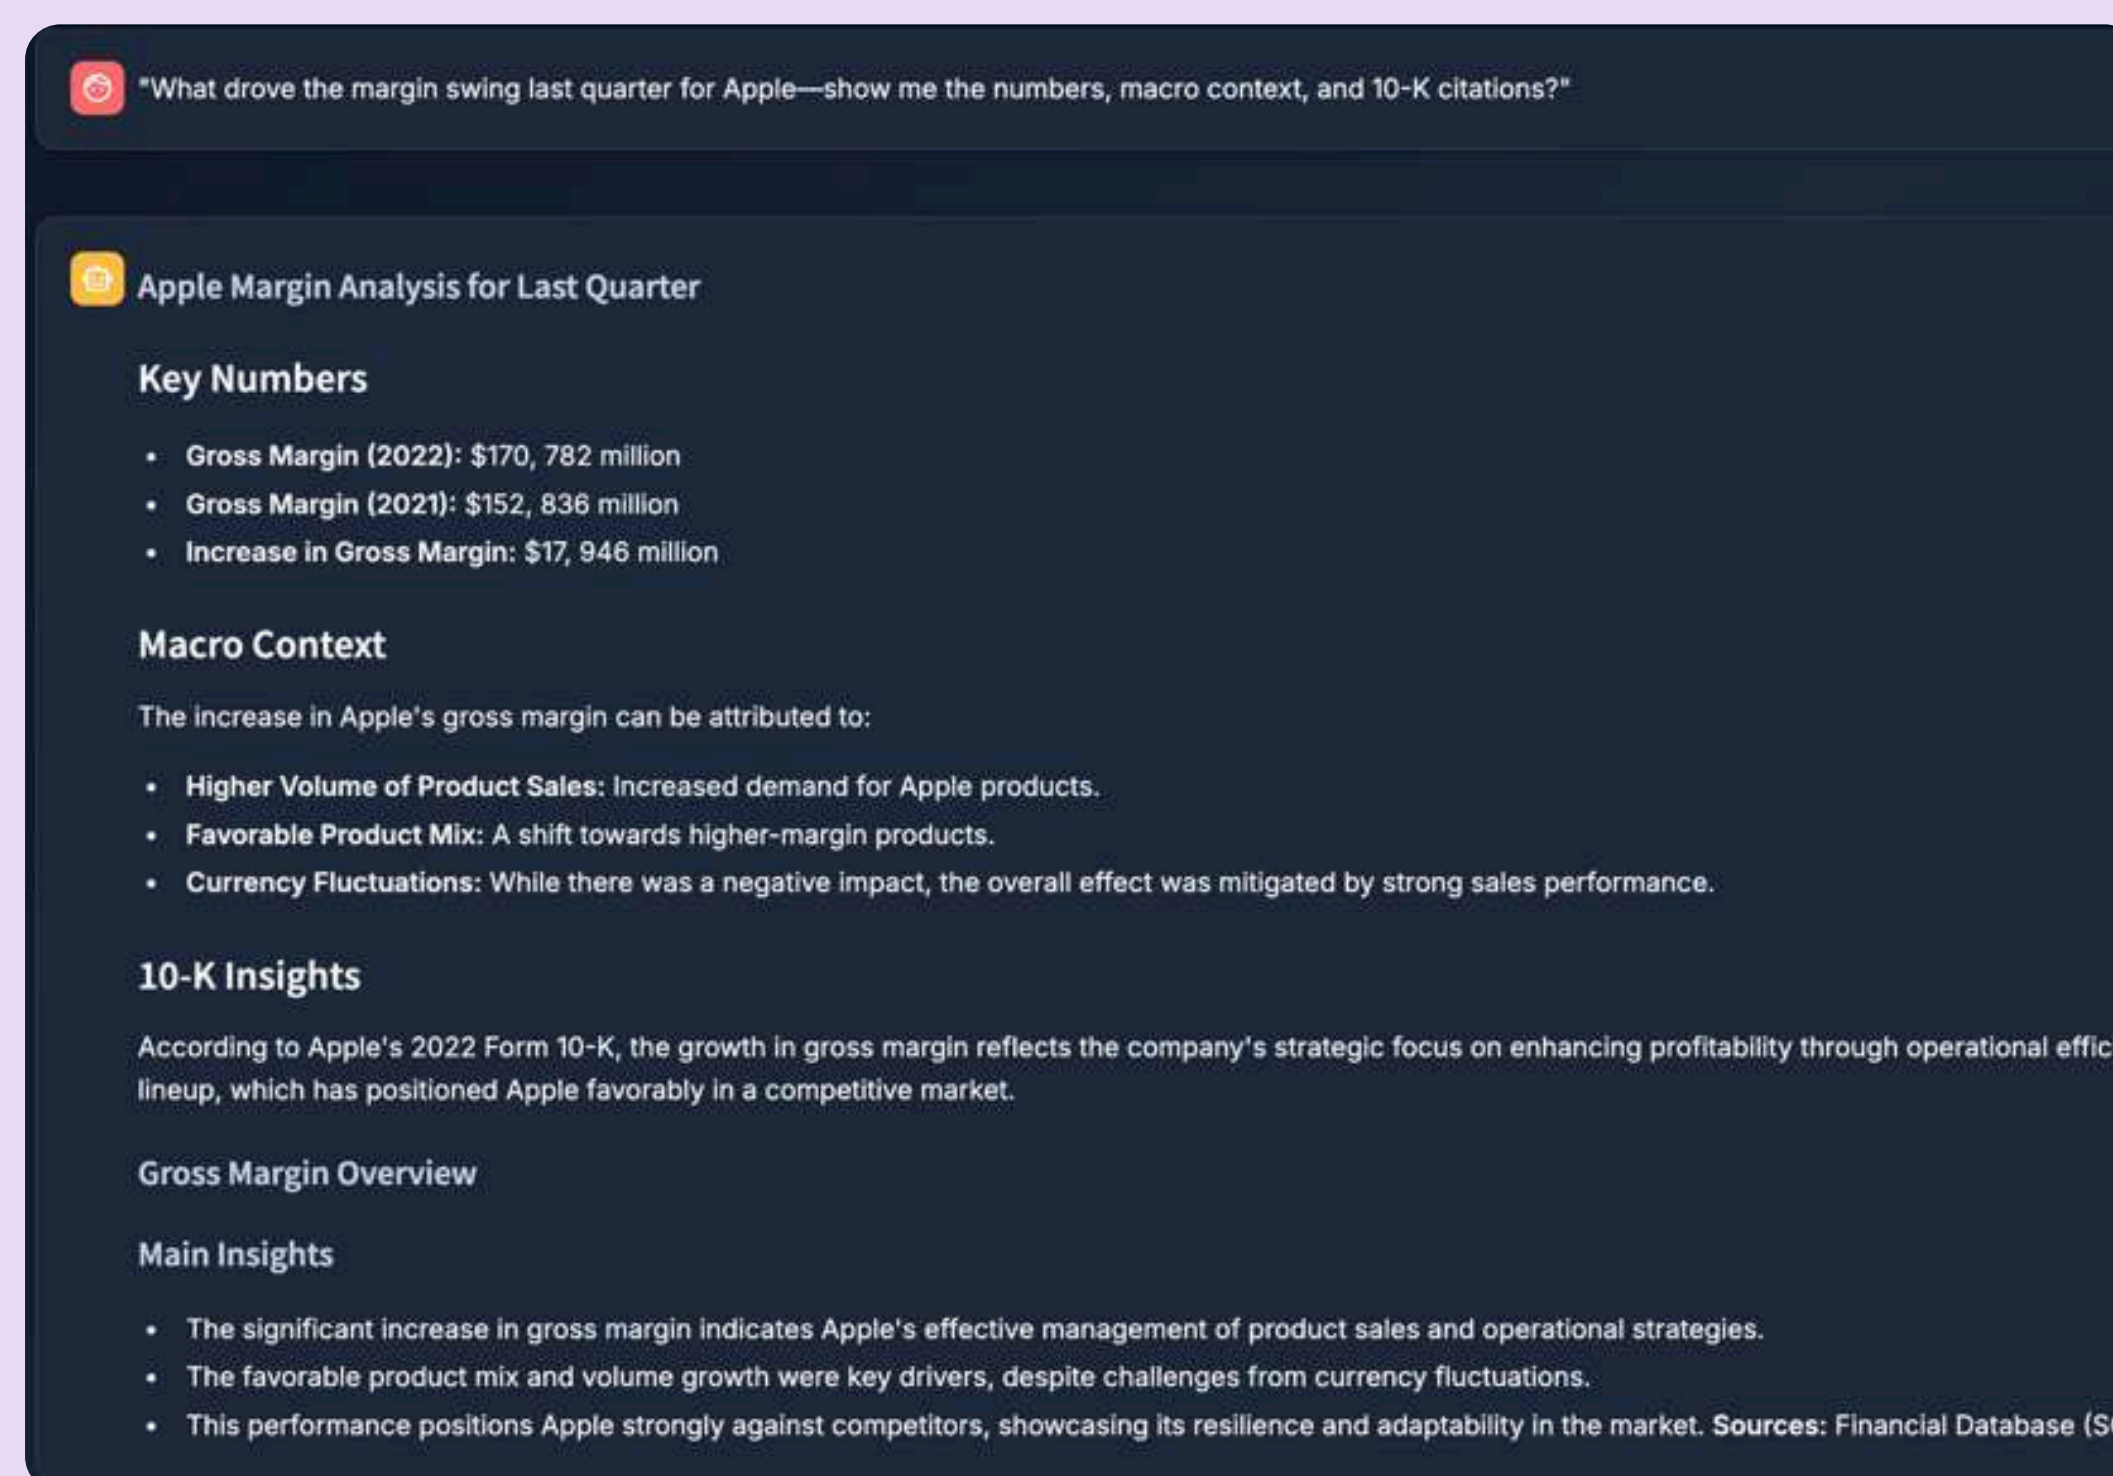 "What drove the margin swing last quarter for Apple—show me the numbers, macro context, and 10-K citations?"
Apple Margin Analysis for Last Quarter
Key Numbers
• Gross Margin (2022): $170, 782 million
• Gross Margin (2021): $152, 836 million
• Increase in Gross Margin: $17, 946 million
Macro Context
The increase in Apple's gross margin can be attributed to:
• Higher Volume of Product Sales: Increased demand for Apple products.
• Favorable Product Mix: A shift towards higher-margin products.
• Currency Fluctuations: While there was a negative impact, the overall effect was mitigated by strong sales performance.
10-K Insights
According to Apple's 2022 Form 10-K, the growth in gross margin reflects the company's strategic focus on enhancing profitability through operational
lineup, which has positioned Apple favorably in a competitive market.
Gross Margin Overview
Main Insights
• The significant increase in gross margin indicates Apple's effective management of product sales and operational strategies.
• The favorable product mix and volume growth were key drivers, despite challenges from currency fluctuations.
• This performance positions Apple strongly against competitors, showcasing its resilience and adaptability in the market. Sources: Financial Database